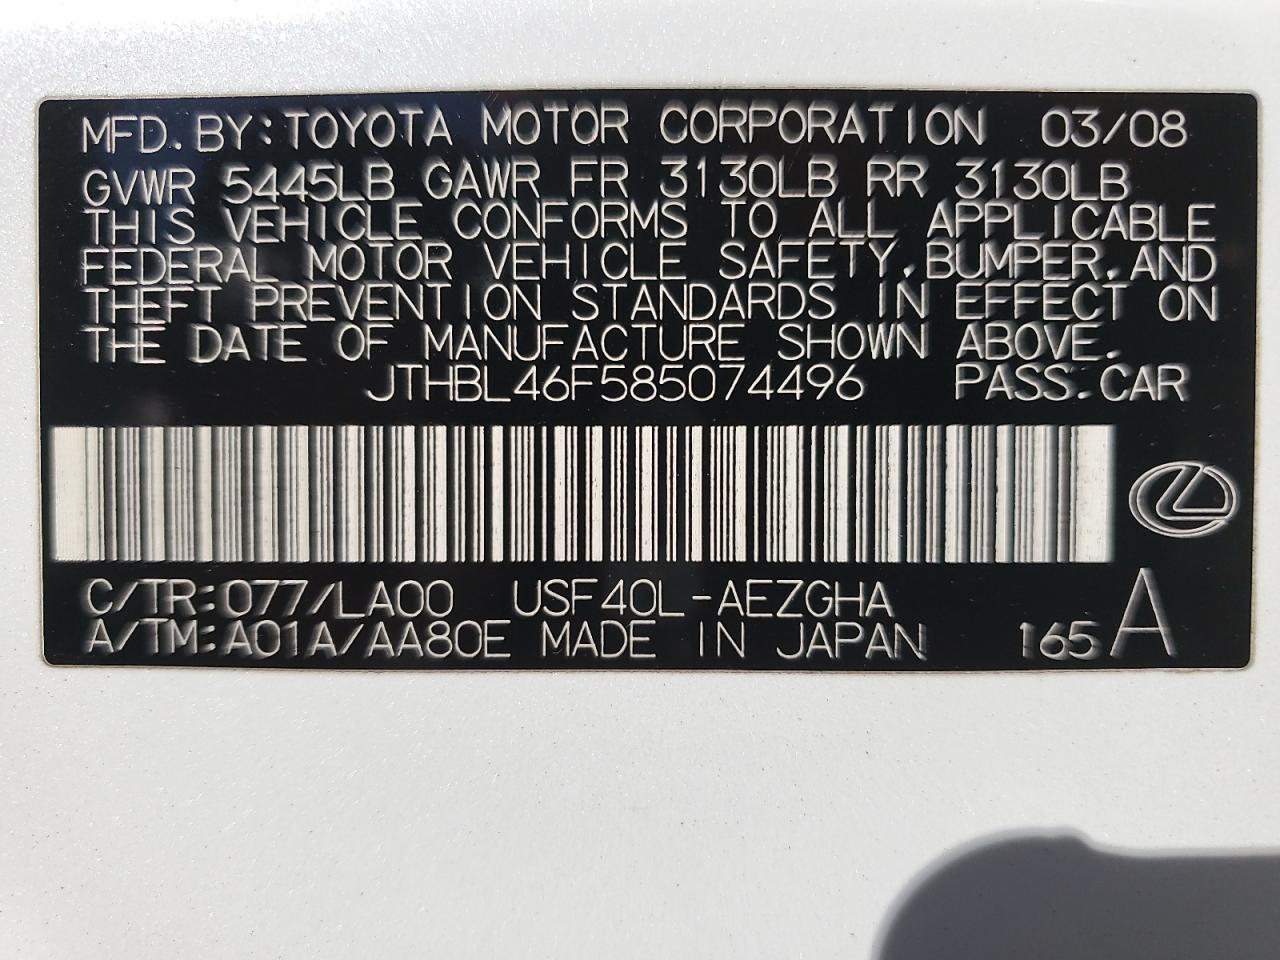 MFD. BY: TOYOTA MOTOR CORPORATION 03/08
GVWR 5445LB GAWR FR 3130LB RR 3130LB
THIS VEHICLE CONFORMS TO ALL APPLICABLE
FEDERAL MOTOR VEHICLE SAFETY, BUMPER, AND
THEFT PREVENTION STANDARDS IN EFFECT ON
THE DATE OF MANUFACTURE SHOWN ABOVE.
JTHBL46F585074496 PASS. CAR
C/TR: 077/LA00 USF40L-AEZGHA
A/TM: A01A/AA80E MADE IN JAPAN 165 A